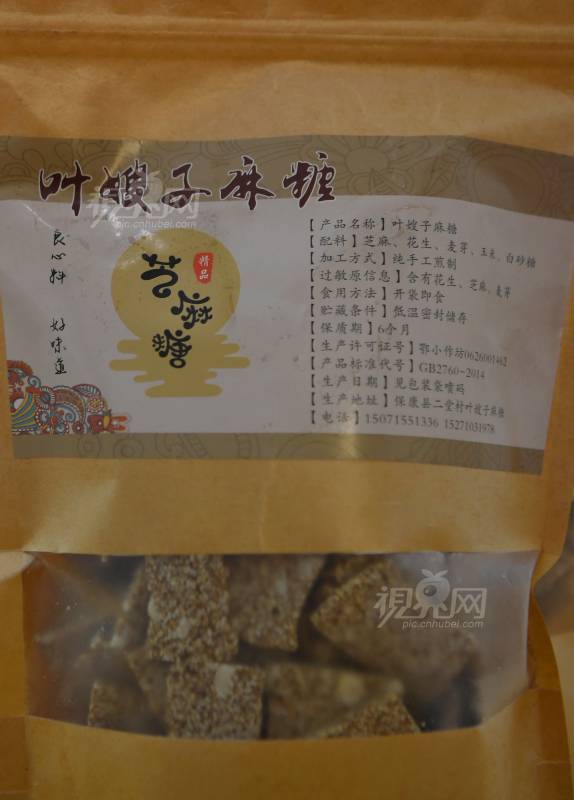 叶嫂子麻糖
視界网
pic.cnhubei.com
良心料 好味道
精品
芝麻糖
【产品名称】叶嫂子麻糖
【配料】芝麻、花生、麦芽、玉米、白砂糖
【加工方式】纯手工煎制
【过敏原信息】含有花生、芝麻、麦芽
【食用方法】开袋即食
【贮藏条件】低温密封储存
【保质期】6个月
【生产许可证号】鄂小作坊0626001462
【产品标准代号】GB2760-2014
【生产日期】见包装袋喷码
【生产地址】保康县二堂村叶嫂子麻糖
【电话】15071551336 15271031978
視界网
pic.cnhubei.com